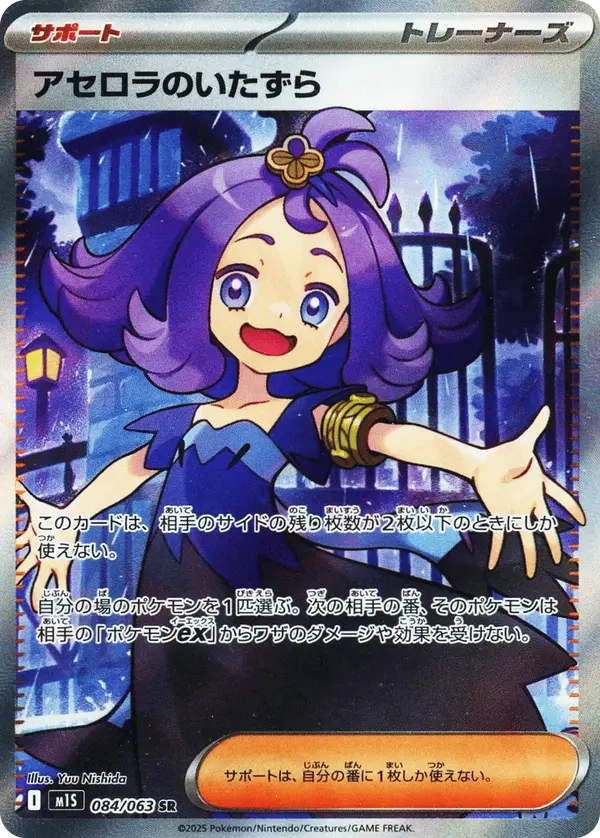 サポート
トレーナーズ
アセロラのいたずら
このカードは、相手のサイドの残り枚数が2枚以下のときにしか
使えない。
自分の場のポケモンを1匹選ぶ。次の相手の番、そのポケモンは
相手の「ポケモンex」からワザのダメージや効果を受けない。
サポートは、自分の番に1枚しか使えない。
Illus. Yuu Nishida
I m1S 084/063 SR
©2025 Pokémon/Nintendo/Creatures/GAME FREAK.